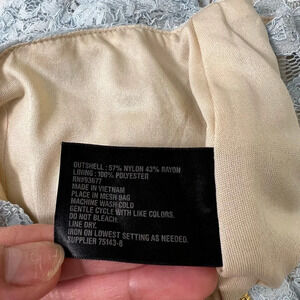 OUTSHELL : 57% NYLON 43% RAYON
LINING : 100% POLYESTER
RN#93677
MADE IN VIETNAM
PLACE IN MESH BAG
MACHINE WASH COLD
GENTLE CYCLE WITH LIKE COLORS.
DO NOT BLEACH.
LINE DRY.
IRON ON LOWEST SETTING AS NEEDED.
SUPPLIER 75143-6